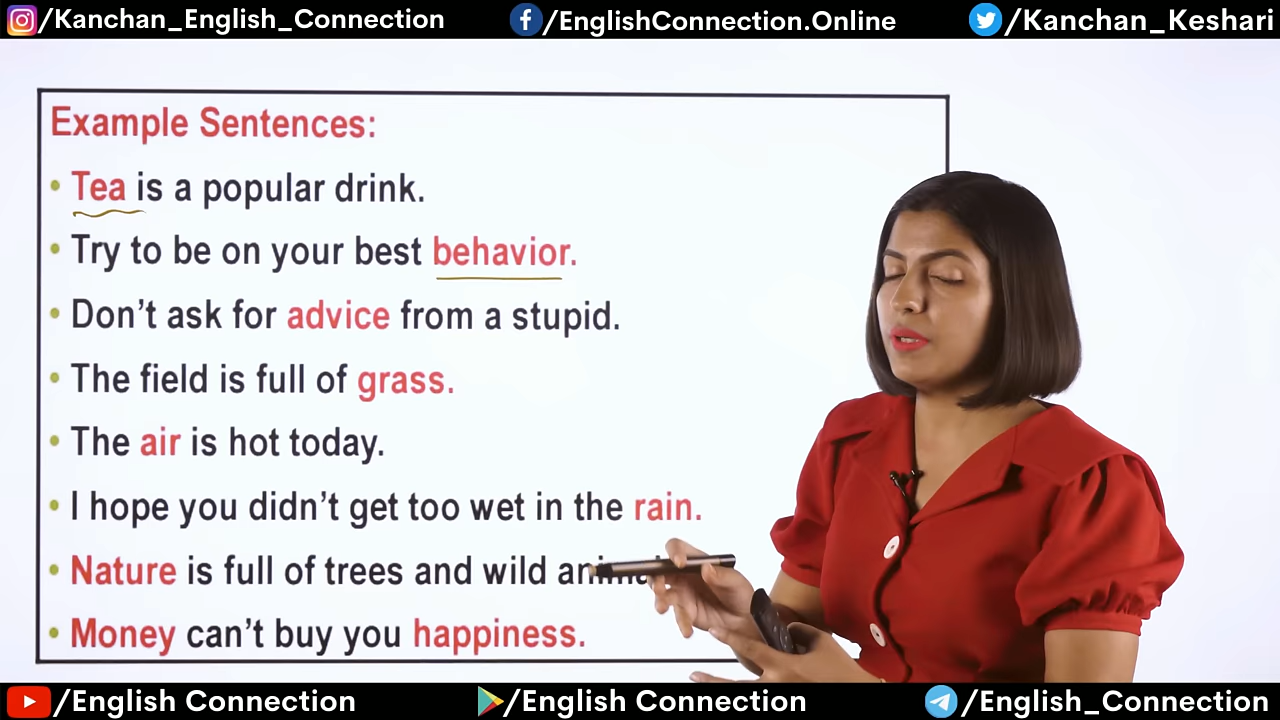 /Kanchan_English_Connection
/EnglishConnection.Online
/Kanchan_Keshari
Example Sentences:
• Tea is a popular drink.
• Try to be on your best behavior.
• Don't ask for advice from a stupid.
• The field is full of grass.
• The air is hot today.
• I hope you didn't get too wet in the rain.
• Nature is full of trees and wild
• Money can't buy you happiness.
/English Connection
/English Connection
/English_Connection